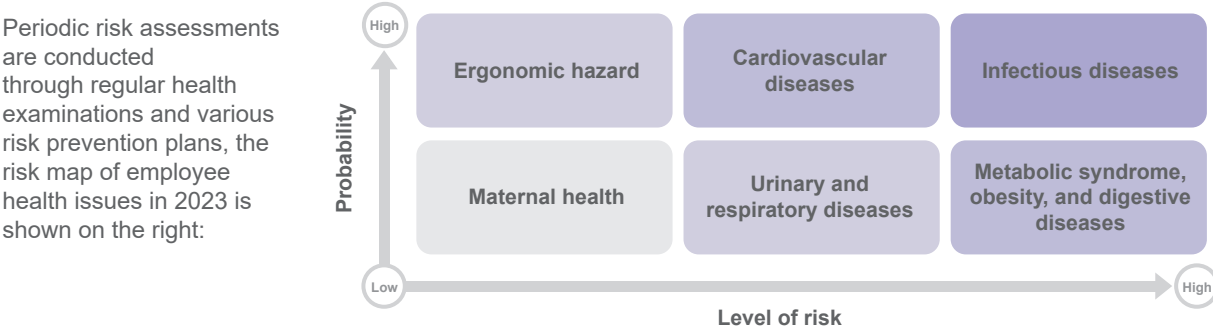 Periodic risk assessments
are conducted
through regular health
examinations and various
risk prevention plans, the
risk map of employee
health issues in 2023 is
shown on the right:
High
Probability
Ergonomic hazard
Cardiovascular
diseases
Infectious diseases
Maternal health
Urinary and
respiratory diseases
Metabolic syndrome,
obesity, and digestive
diseases
Low
High
Level of risk